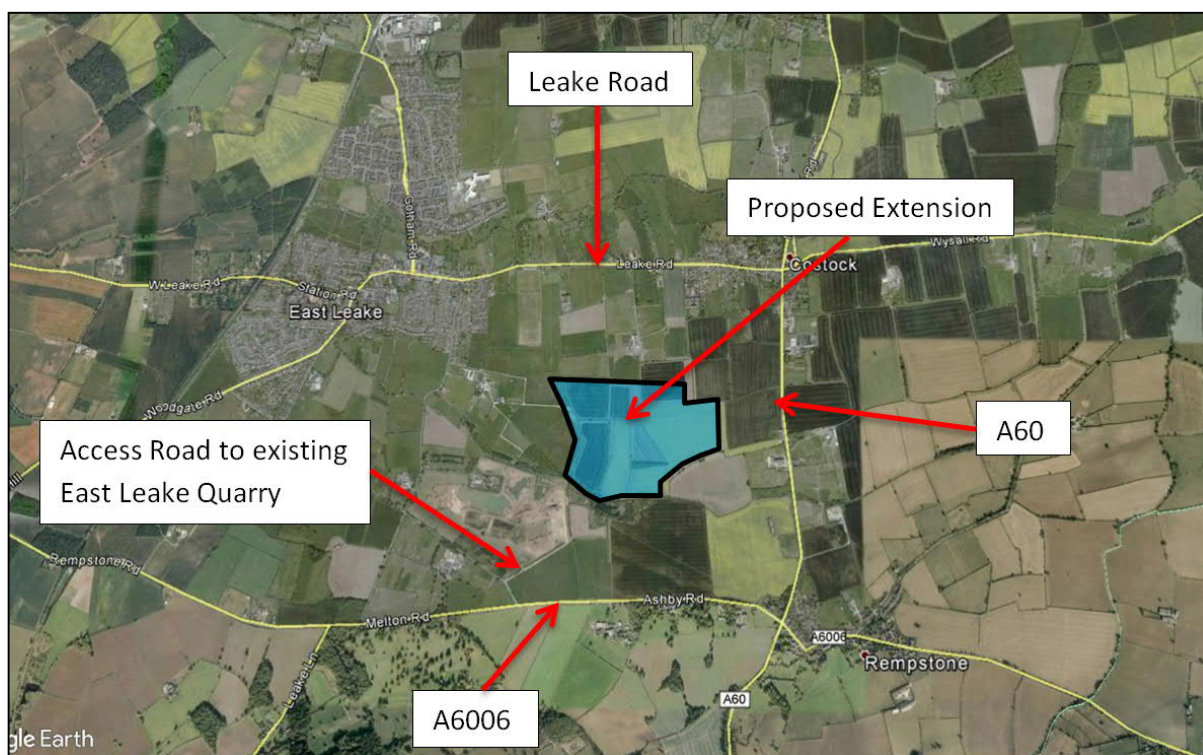 Leake Road
Rd
Proposed Extension
Gotham Rd
Wysall Rd
Leake Rd
Costock
W Leake Rd
Station Rd
East Leake
Woodgate Rd
A60
Access Road to existing
East Leake Quarry
Rempstone Rd
Ashby Rd
Melton Rd
A6006
Rempstone
Leake Ln
A60
A6006
gle Earth